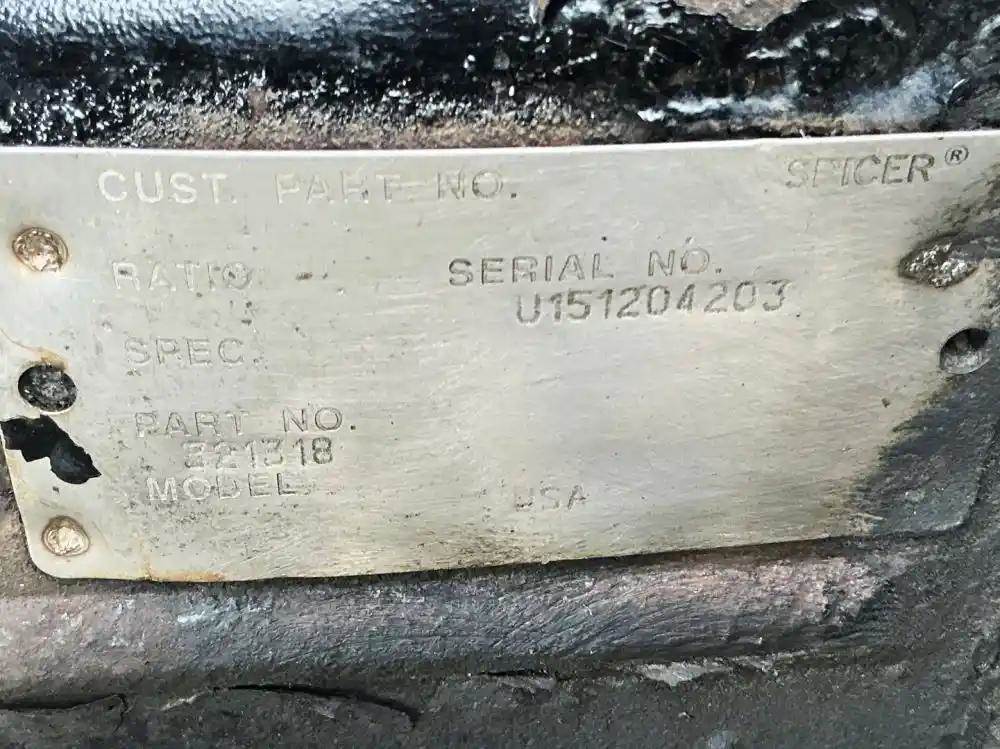 CUST. PART NO. SPICER®
RATIO SERIAL NO.
U151204203
SPEC.
PART NO.
321318
MODEL
USA